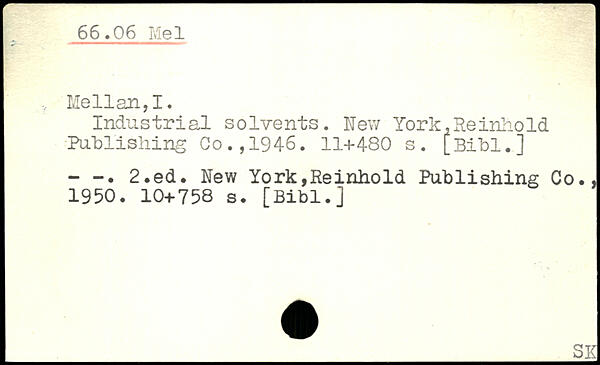 66.06 Mel
Mellan,I.
Industrial solvents. New York,Reinhold
Publishing Co.,1946. 11+480 s. [Bibl.]
- -. 2.ed. New York,Reinhold Publishing Co.,
1950. 10+758 s. [Bibl.]
SK